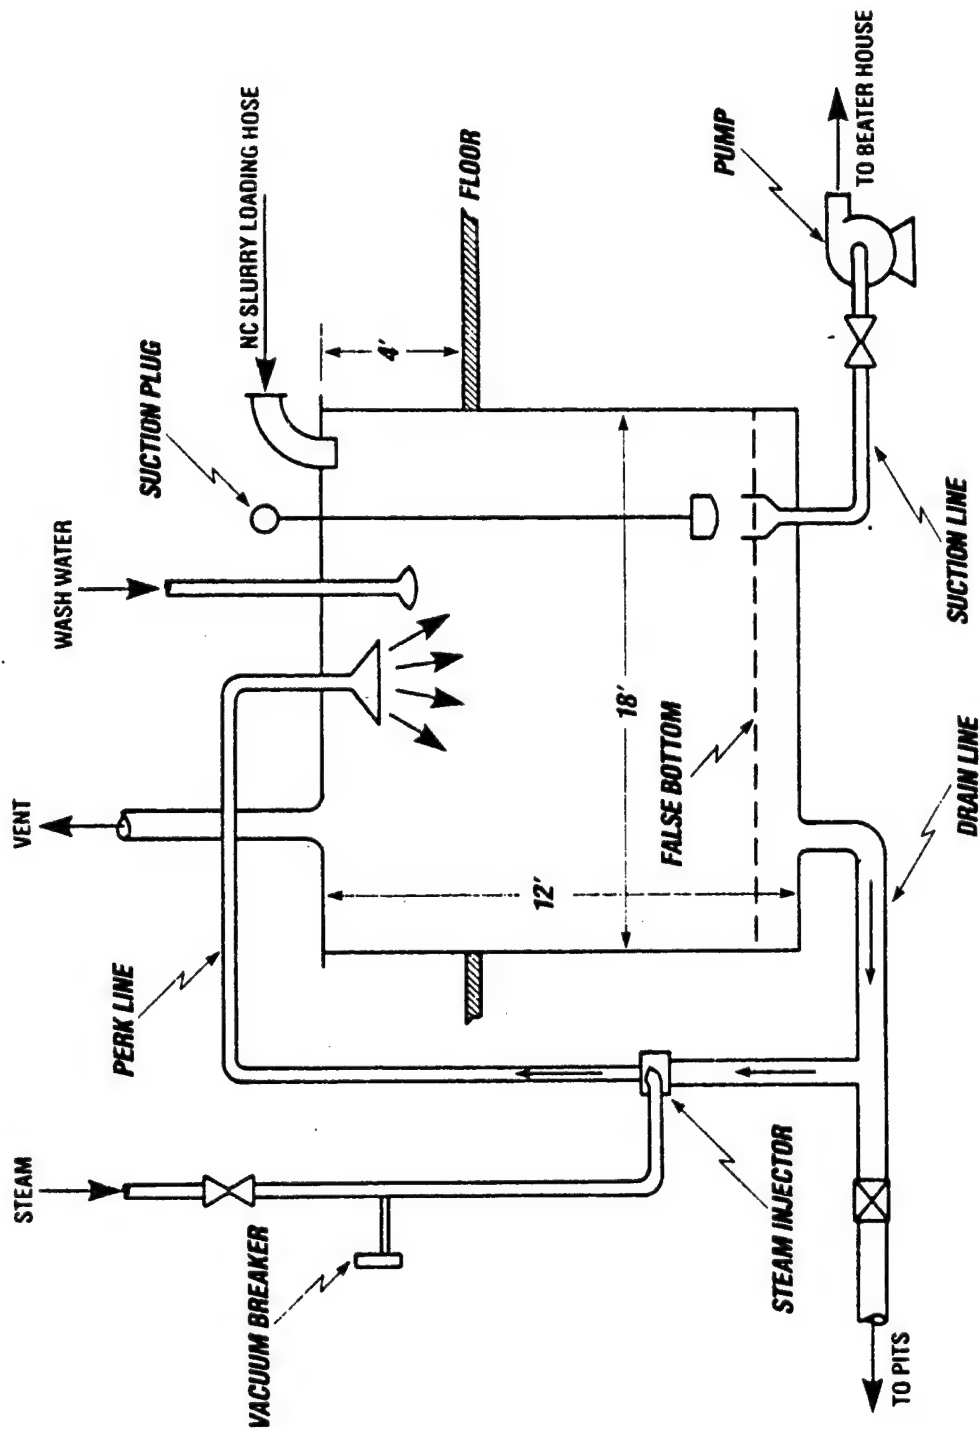 STEAM
VENT
WASH WATER
SUCTION PLUG
NC SLURRY LOADING HOSE
PERK LINE
VACUUM BREAKER
4'
FLOOR
12'
18'
FALSE BOTTOM
STEAM INJECTOR
PUMP
TO BEATER HOUSE
TO PITS
DRAIN LINE
SUCTION LINE